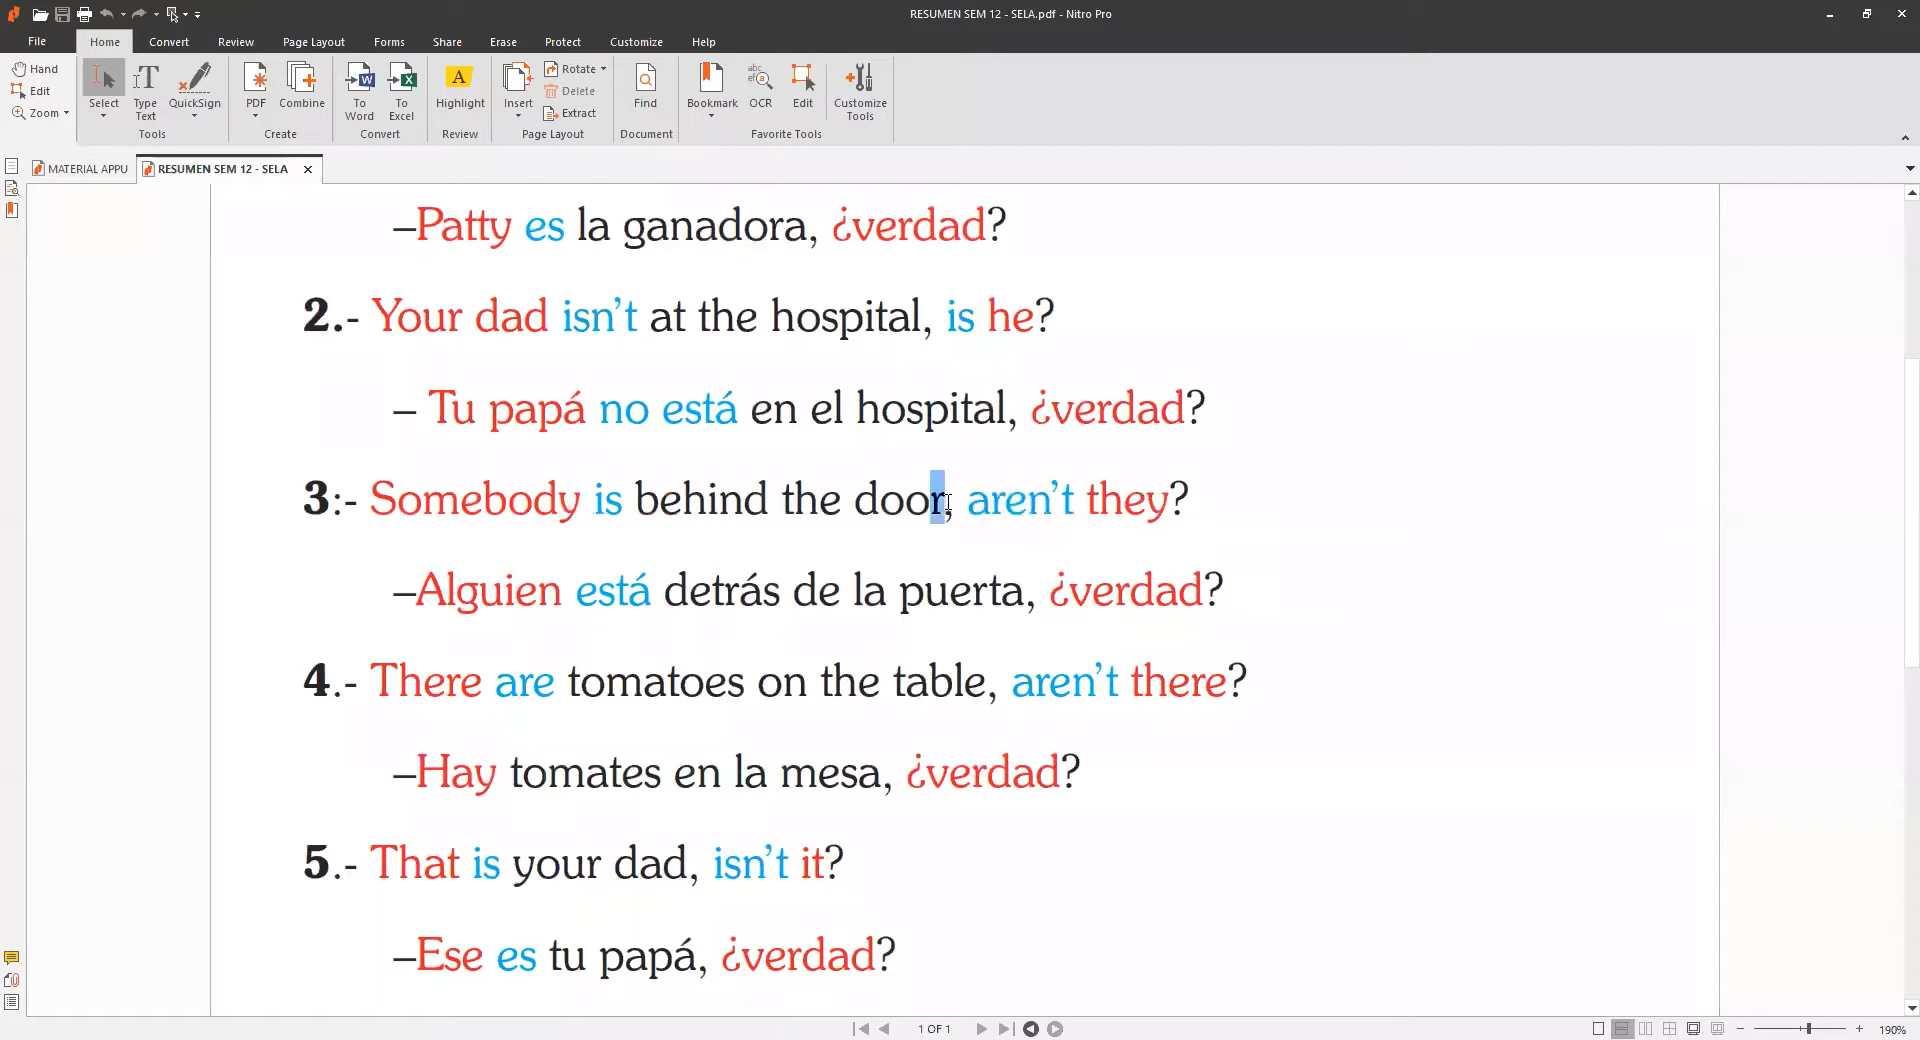 RESUMEN SEM 12 - SELA.pdf - Nitro Pro
File Home Convert Review Page Layout Forms Share Erase Protect Customize Help
Hand
Edit
Zoom
Select
Type Text
QuickSign
Tools
PDF
Combine
Create
To Word
To Excel
Convert
Highlight
Review
Insert
Rotate
Delete
Extract
Page Layout
Find
Document
Bookmark
OCR
Edit
Customize Tools
Favorite Tools
MATERIAL APPU
RESUMEN SEM 12 - SELA
–Patty es la ganadora, ¿verdad?
2.- Your dad isn't at the hospital, is he?
– Tu papá no está en el hospital, ¿verdad?
3:- Somebody is behind the door, aren't they?
–Alguien está detrás de la puerta, ¿verdad?
4.- There are tomatoes on the table, aren't there?
–Hay tomates en la mesa, ¿verdad?
5.- That is your dad, isn't it?
–Ese es tu papá, ¿verdad?
1 OF 1
190%